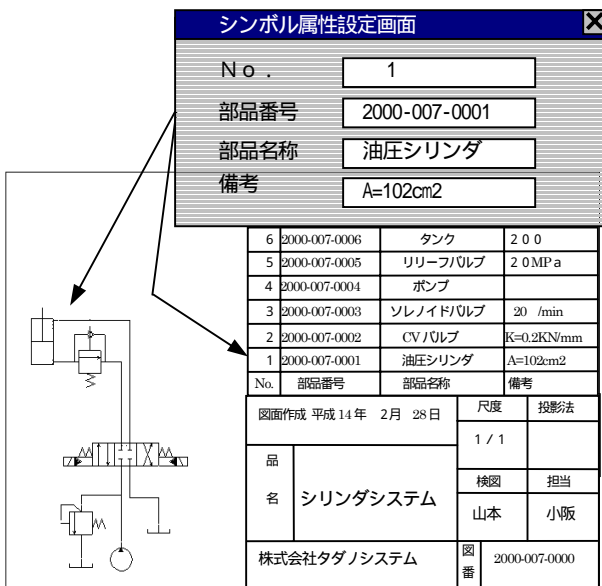 シンボル属性設定画面
No. 1
部品番号 2000-007-0001
部品名称 油圧シリンダ
備考 A=102cm2
6 2000-007-0006 タンク 200
5 2000-007-0005 リリーフバルブ 20MPa
4 2000-007-0004 ポンプ
3 2000-007-0003 ソレノイドバルブ 20 /min
2 2000-007-0002 CVバルブ K=0.2KN/mm
1 2000-007-0001 油圧シリンダ A=102cm2
No. 部品番号 部品名称 備考
図面作成 平成14年 2月 28日 尺度 投影法
1/1
品名 シリンダシステム 検図 担当
山本 小阪
株式会社タダノシステム 図番 2000-007-0000